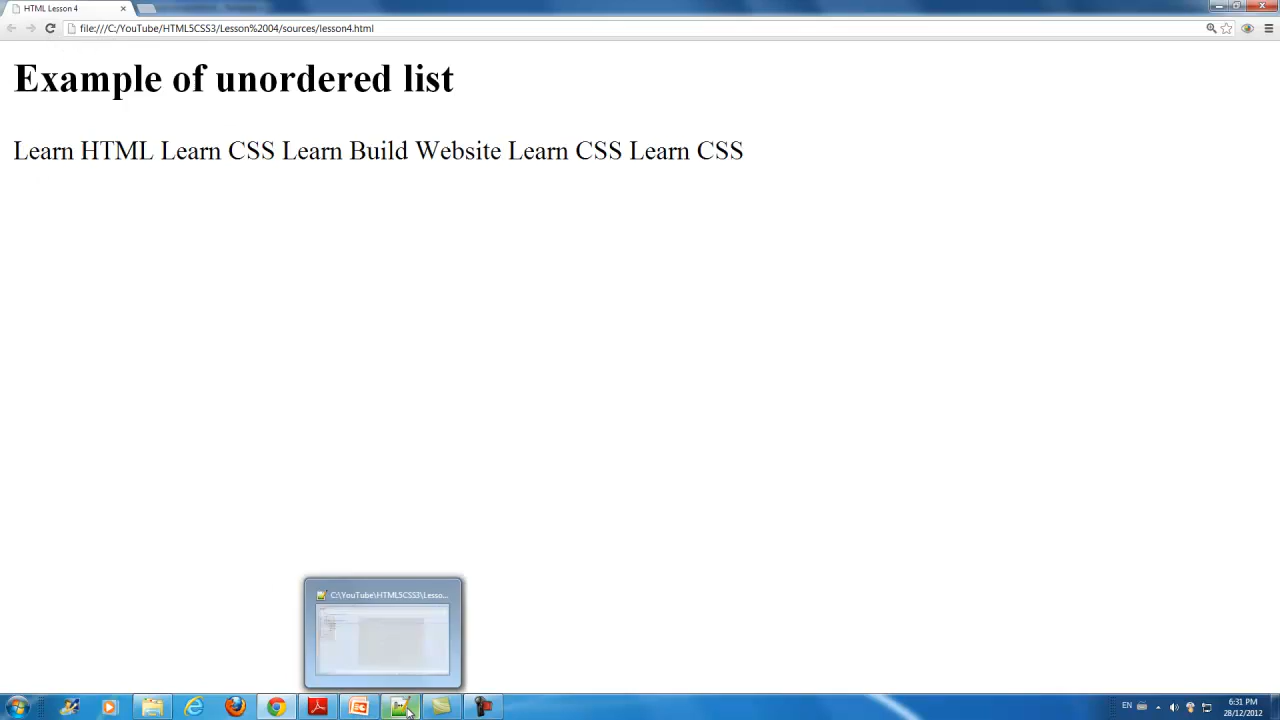 HTML Lesson 4
file:///C:/YouTube/HTML5CSS3/Lesson%2004/sources/lesson4.html
Example of unordered list
Learn HTML Learn CSS Learn Build Website Learn CSS Learn CSS
C:\YouTube\HTML5CSS3\Lesso...
EN
6:31 PM
28/12/2012